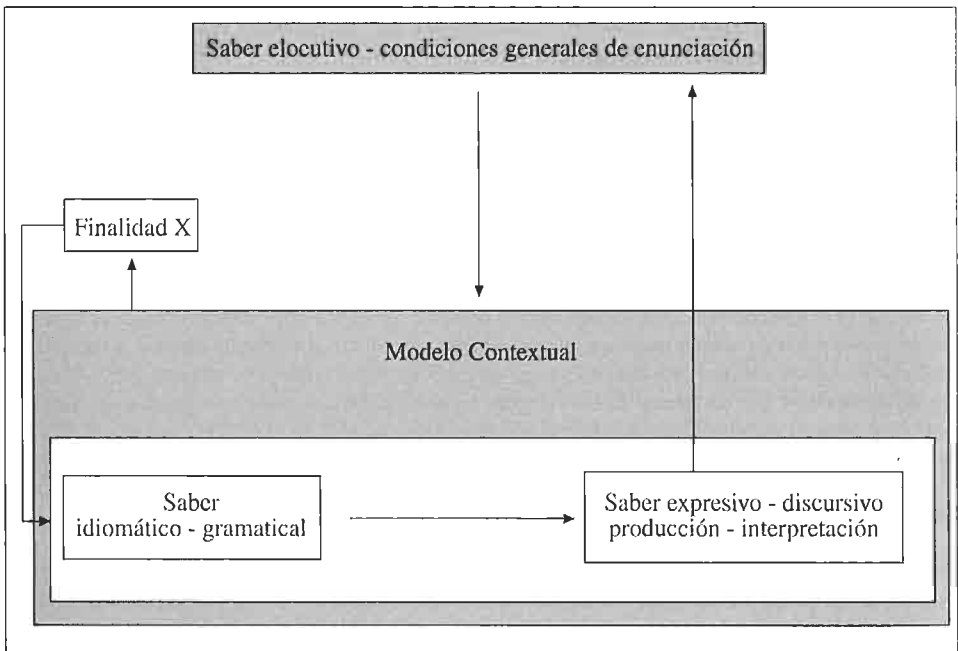 Saber elocutivo - condiciones generales de enunciación
Finalidad X
Modelo Contextual
Saber
idiomático - gramatical
Saber expresivo - discursivo
producción - interpretación